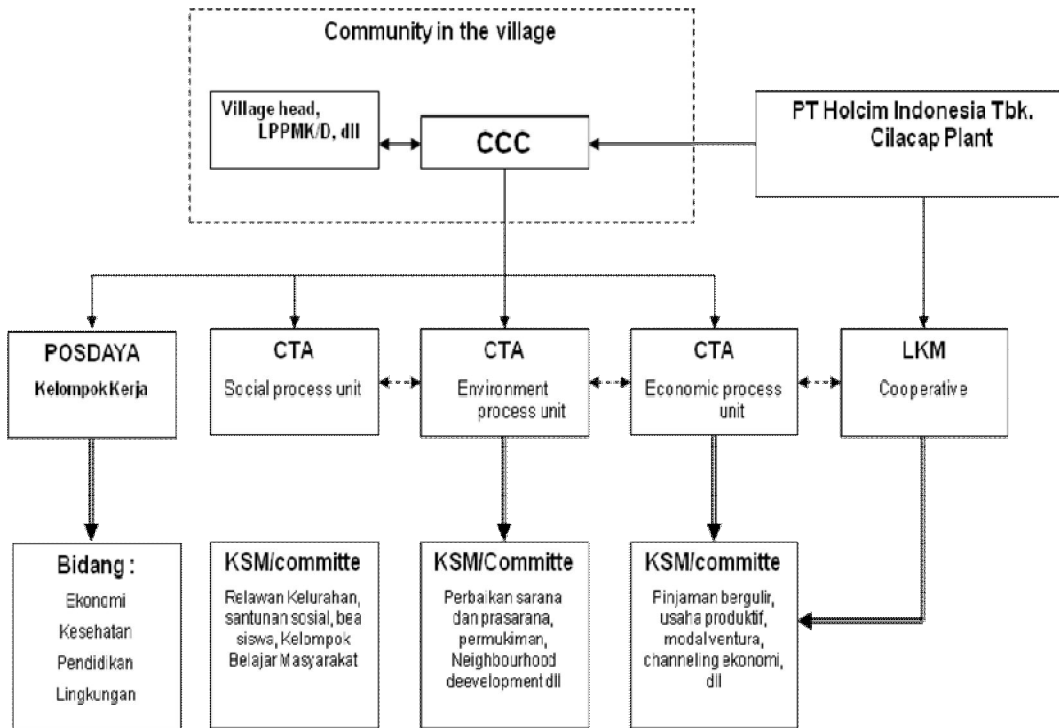 Community in the village
Village head,
LPPMK/D, dll
CCC
PT Holcim Indonesia Tbk.
Cilacap Plant
POSDAYA
Kelompok Kerja
CTA
Social process unit
CTA
Environment
process unit
CTA
Economic process
unit
LKM
Cooperative
Bidang :
Ekonomi
Kesehatan
Pendidikan
Lingkungan
KSM/committe
Relawan Kelurahan,
santunan sosial, bea
siswa, Kelompok
Belajar Masyarakat
KSM/Committe
Perbaikan sarana
dan prasarana,
permukiman,
Neighbourhood
deevelopment dll
KSM/committe
Pinjaman bergulir,
usaha produktif,
modal ventura,
channeling ekonomi,
dll